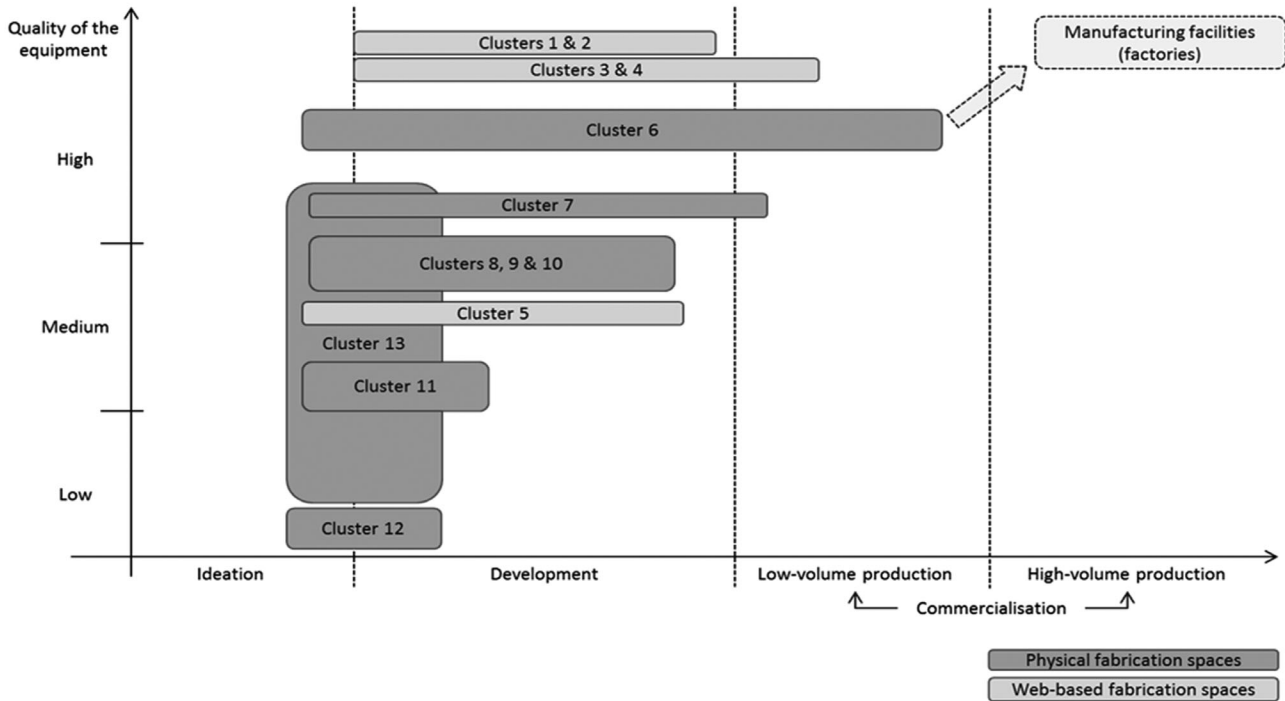 Quality of the
equipment
Clusters 1 & 2
Clusters 3 & 4
Manufacturing facilities
(factories)
Cluster 6
High
Cluster 7
Clusters 8, 9 & 10
Cluster 5
Medium
Cluster 13
Cluster 11
Low
Cluster 12
Ideation
Development
Low-volume production
High-volume production
Commercialisation
Physical fabrication spaces
Web-based fabrication spaces